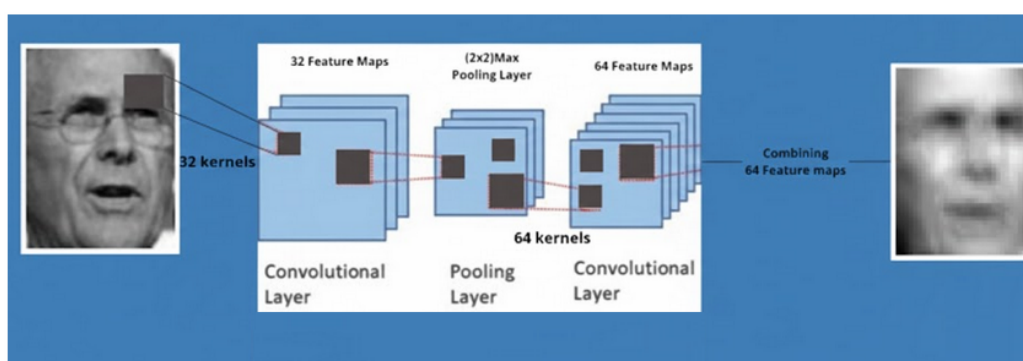 32 Feature Maps
(2x2)Max
Pooling Layer
64 Feature Maps
32 kernels
Combining
64 Feature maps
64 kernels
Convolutional
Layer
Pooling
Layer
Convolutional
Layer